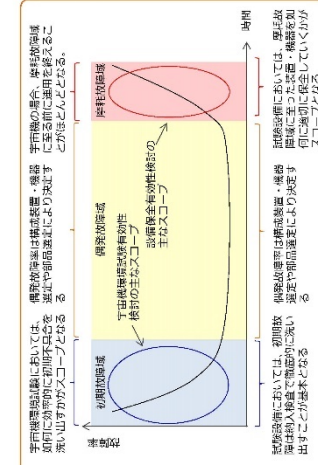 宇宙機環境試験においては、
如何に効率的に初期不具合を
洗い出すかがスコープとなる
偶発故障率は構成装置・機器
選定や部品選定により決定す
る
宇宙機の場合、摩耗故障域
に至る前に運用を終えるこ
とがほとんどとなる。
故障率
初期故障域
偶発故障域
摩耗故障域
宇宙機環境試験有効性
検討の主なスコープ
設備保全有効性検討の
主なスコープ
時間
試験設備においては、初期故
障は納入検査で徹底的に洗い
出すことが基本となる
偶発故障率は構成装置・機器
選定や部品選定により決定す
る
試験設備においては、摩耗故
障域に至った装置・機器を如
何に適切に保全していくかが
スコープとなる